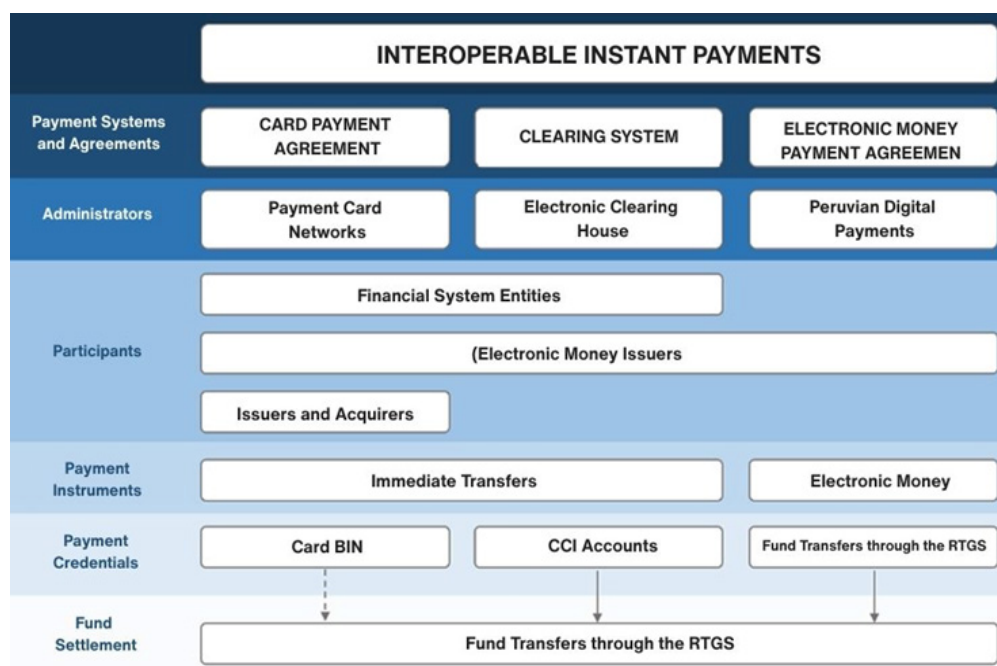 INTEROPERABLE INSTANT PAYMENTS
Payment Systems
and Agreements
CARD PAYMENT
AGREEMENT
CLEARING SYSTEM
ELECTRONIC MONEY
PAYMENT AGREEMEN
Administrators
Payment Card
Networks
Electronic Clearing
House
Peruvian Digital
Payments
Participants
Financial System Entities
(Electronic Money Issuers
Issuers and Acquirers
Payment
Instruments
Immediate Transfers
Electronic Money
Payment
Credentials
Card BIN
CCI Accounts
Fund Transfers through the RTGS
Fund
Settlement
Fund Transfers through the RTGS